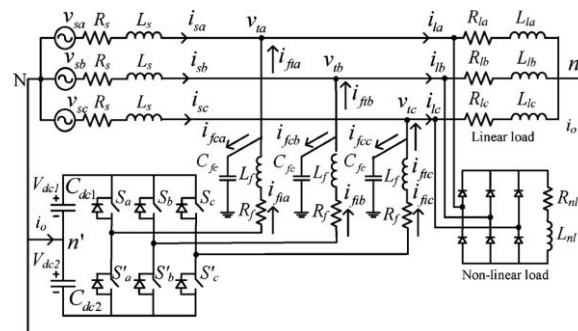 v_sa R_s L_s i_sa v_ta i_la R_la L_la
i_fta
N v_sb R_s L_s i_sb v_tb i_lb R_lb L_lb n
i_ftb
v_sc R_s L_s i_sc v_tc i_lc R_lc L_lc i_o
Linear load
i_fca i_fcb i_fcc i_ftc
C_fc L_f C_fc L_f C_fc L_f
V_dc1 C_dc1 S_a S_b S_c R_f i_fia R_f i_fib R_f i_fic R_nl
i_o n' L_nl
V_dc2 C_dc2 S'_a S'_b S'_c
Non-linear load